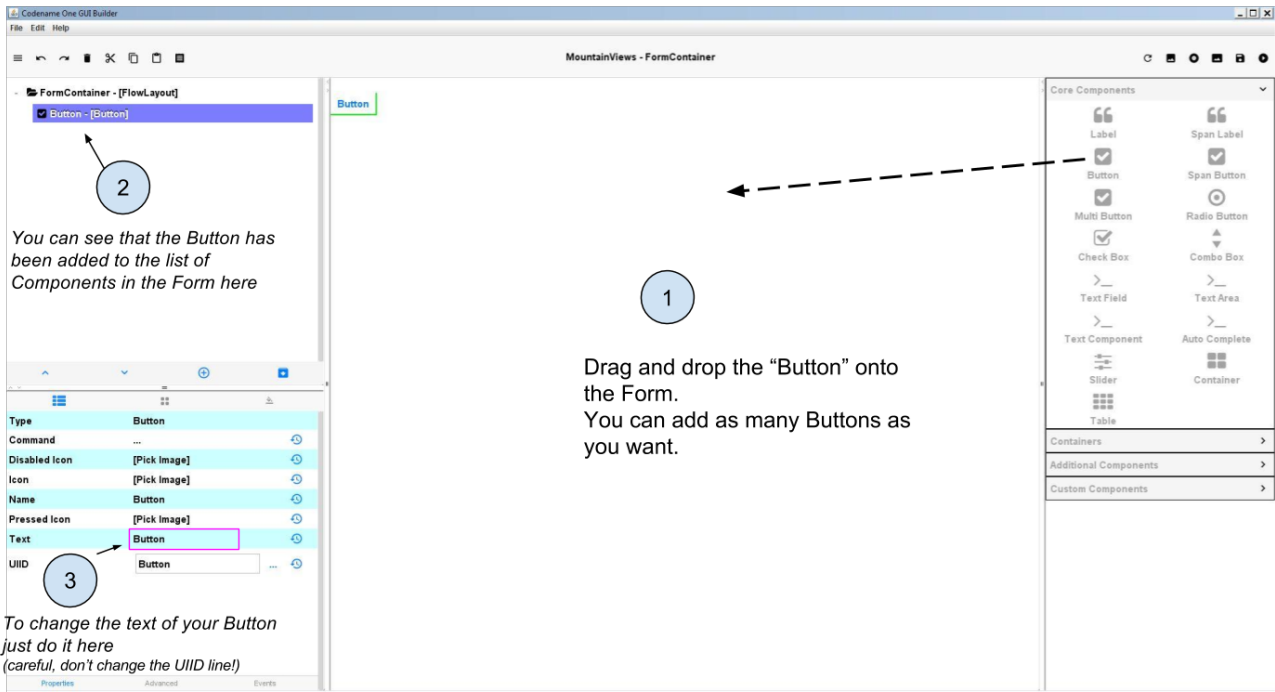 Codename One GUI Builder
File Edit Help
MountainViews - FormContainer
FormContainer - [FlowLayout]
Button - [Button]
2
You can see that the Button has
been added to the list of
Components in the Form here
Type Button
Command ...
Disabled Icon [Pick Image]
Icon [Pick Image]
Name Button
Pressed Icon [Pick Image]
Text Button
UIID Button ...
3
To change the text of your Button
just do it here
(careful, don't change the UIID line!)
Properties Advanced Events
Button
1
Drag and drop the “Button” onto
the Form.
You can add as many Buttons as
you want.
Core Components
Label Span Label
Button Span Button
Multi Button Radio Button
Check Box Combo Box
Text Field Text Area
Text Component Auto Complete
Slider Container
Table
Containers
Additional Components
Custom Components